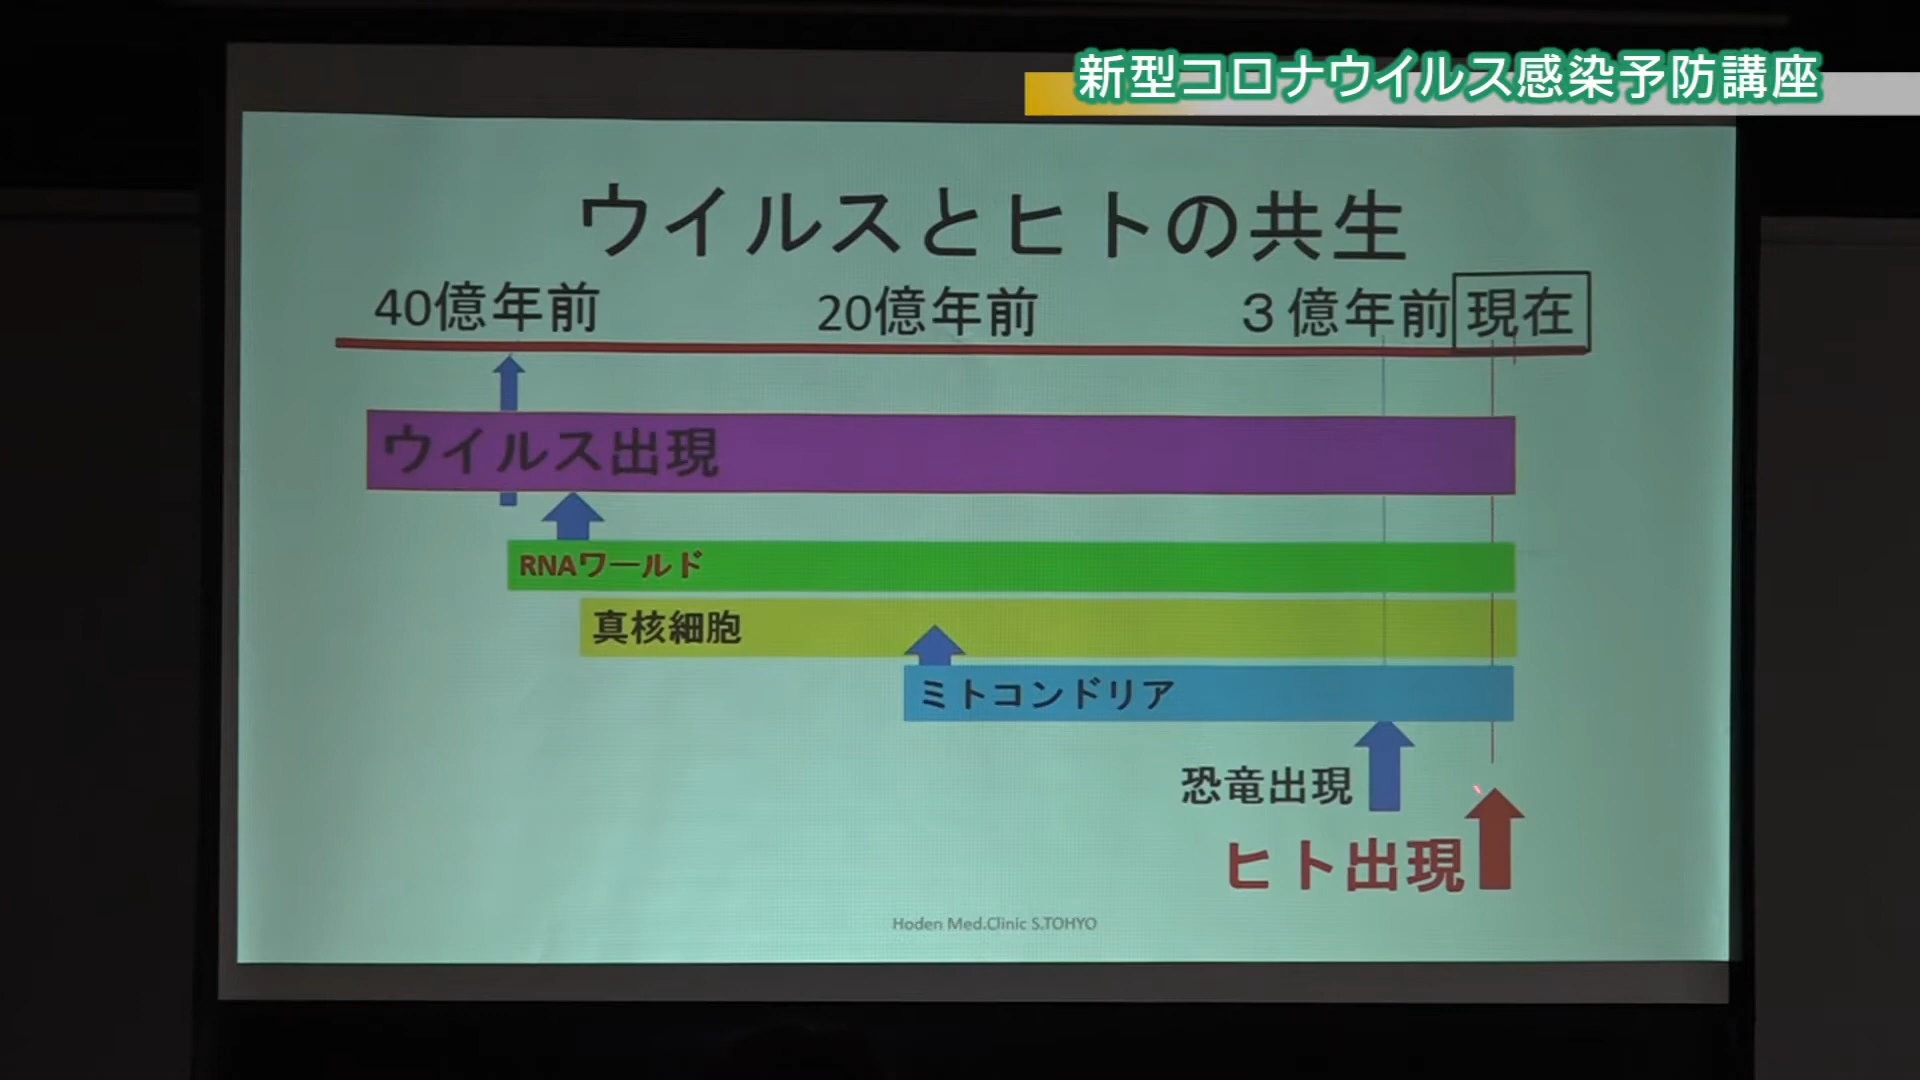 新型コロナウイルス感染予防講座
ウイルスとヒトの共生
40億年前 20億年前 3億年前 現在
ウイルス出現
RNAワールド
真核細胞
ミトコンドリア
恐竜出現
ヒト出現
Hoden Med.Clinic S.TOHYO